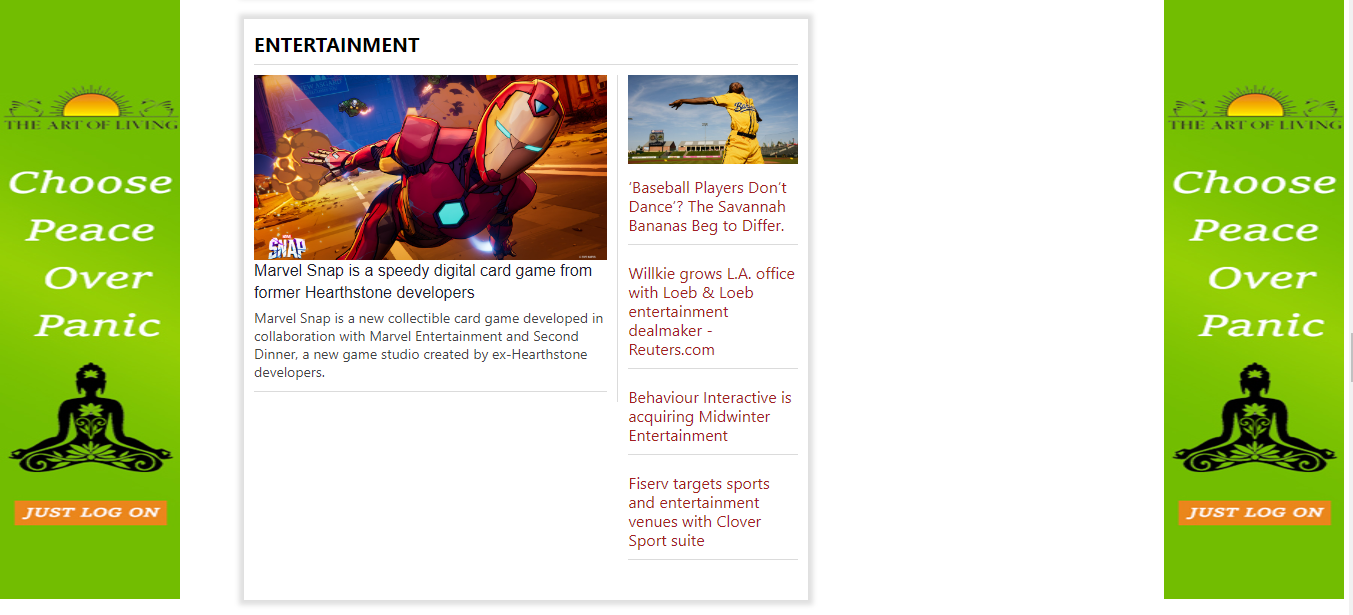 THE ART OF LIVING
Choose
Peace
Over
Panic
JUST LOG ON
ENTERTAINMENT
MARVEL
SNAP
Marvel Snap is a speedy digital card game from
former Hearthstone developers
Marvel Snap is a new collectible card game developed in
collaboration with Marvel Entertainment and Second
Dinner, a new game studio created by ex-Hearthstone
developers.
‘Baseball Players Don’t
Dance’? The Savannah
Bananas Beg to Differ.
Willkie grows L.A. office
with Loeb & Loeb
entertainment
dealmaker -
Reuters.com
Behaviour Interactive is
acquiring Midwinter
Entertainment
Fiserv targets sports
and entertainment
venues with Clover
Sport suite
THE ART OF LIVING
Choose
Peace
Over
Panic
JUST LOG ON